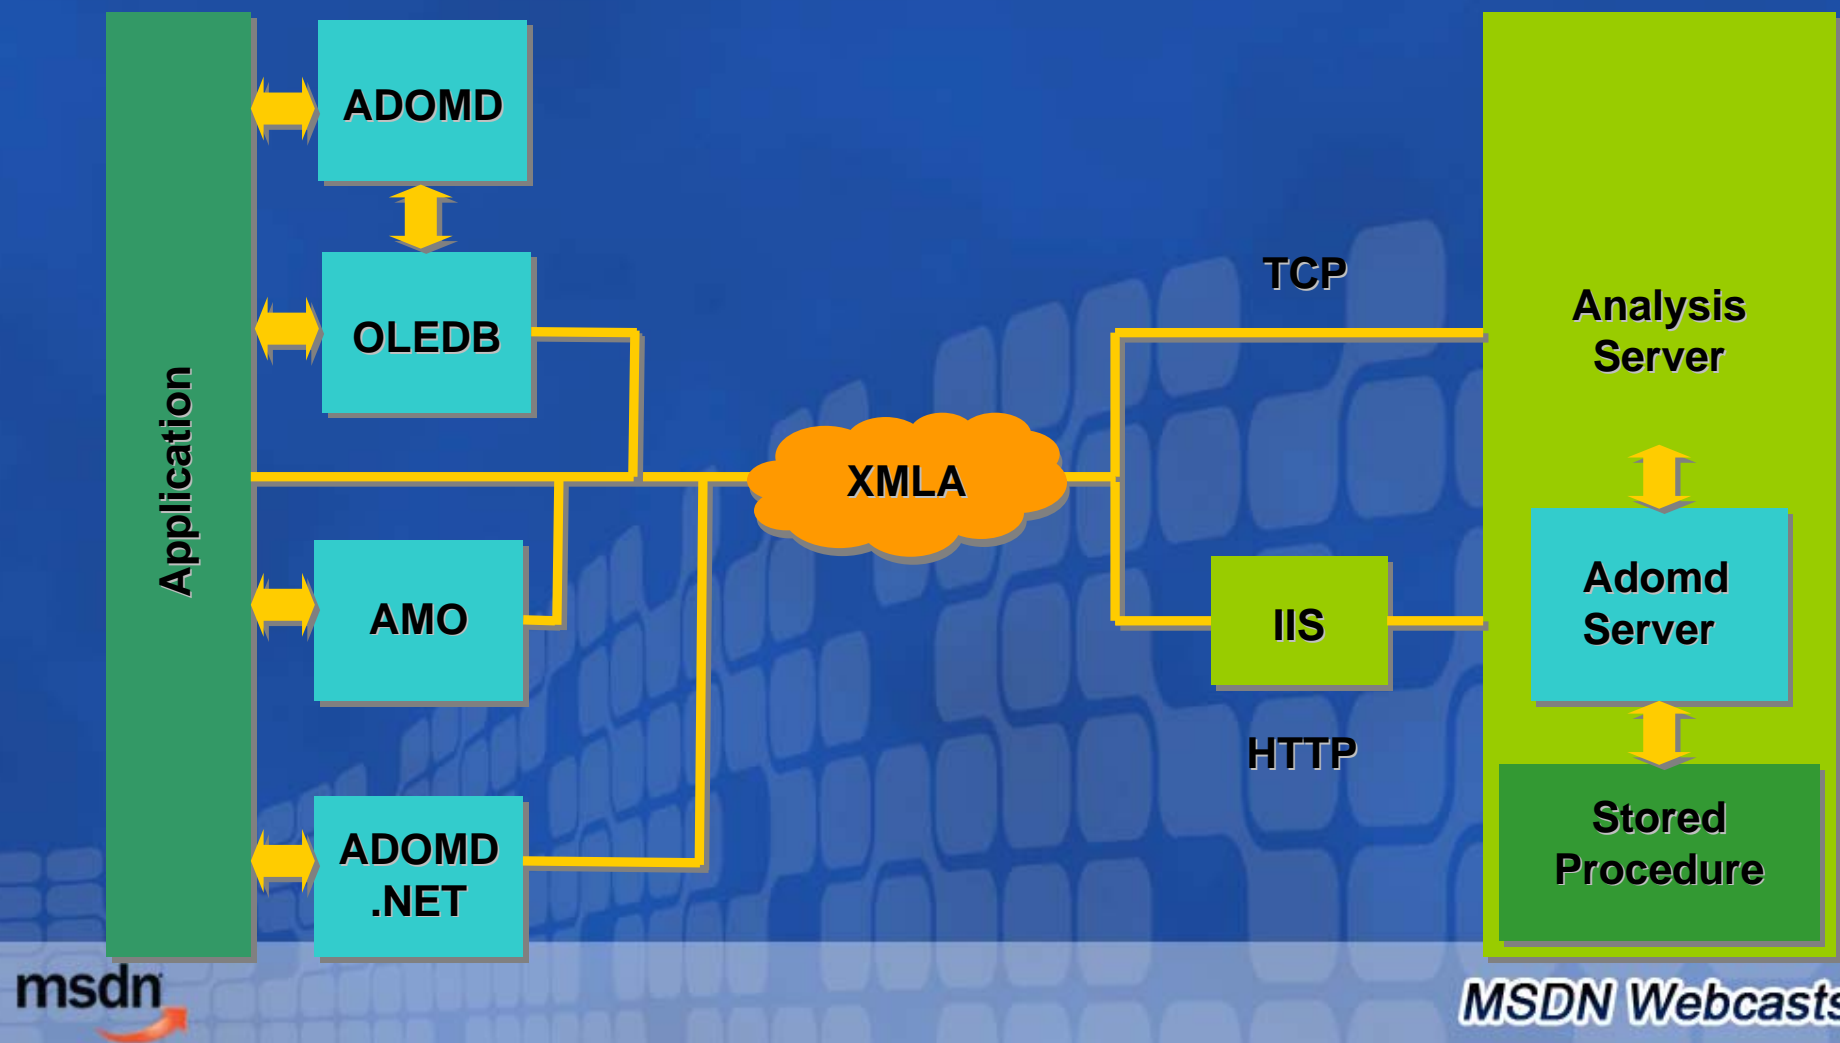 Application
ADOMD
OLEDB
AMO
ADOMD
.NET
XMLA
TCP
IIS
HTTP
Analysis
Server
Adomd
Server
Stored
Procedure
msdn
MSDN Webcasts